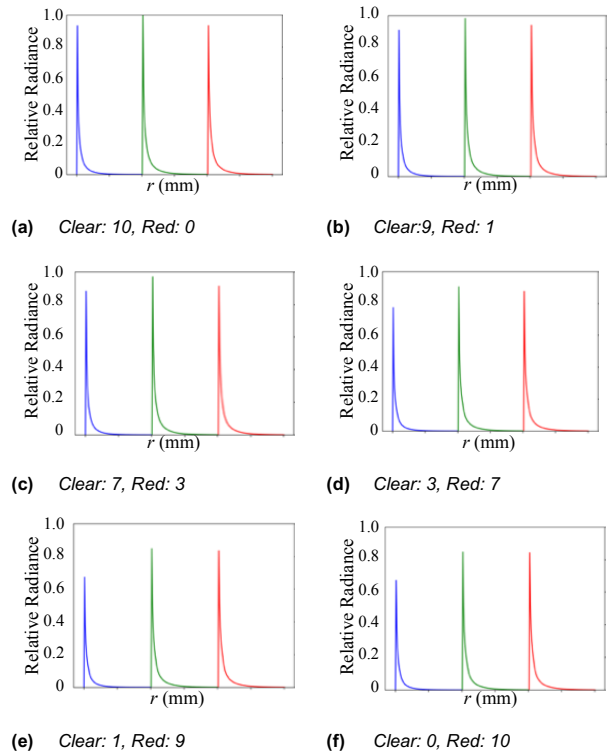 Relative Radiance
1.0
0.8
0.6
0.4
0.2
0
r (mm)
(a) Clear: 10, Red: 0
Relative Radiance
1.0
0.8
0.6
0.4
0.2
0
r (mm)
(b) Clear:9, Red: 1
Relative Radiance
1.0
0.8
0.6
0.4
0.2
0
r (mm)
(c) Clear: 7, Red: 3
Relative Radiance
1.0
0.8
0.6
0.4
0.2
0
r (mm)
(d) Clear: 3, Red: 7
Relative Radiance
1.0
0.8
0.6
0.4
0.2
0
r (mm)
(e) Clear: 1, Red: 9
Relative Radiance
1.0
0.8
0.6
0.4
0.2
0
r (mm)
(f) Clear: 0, Red: 10